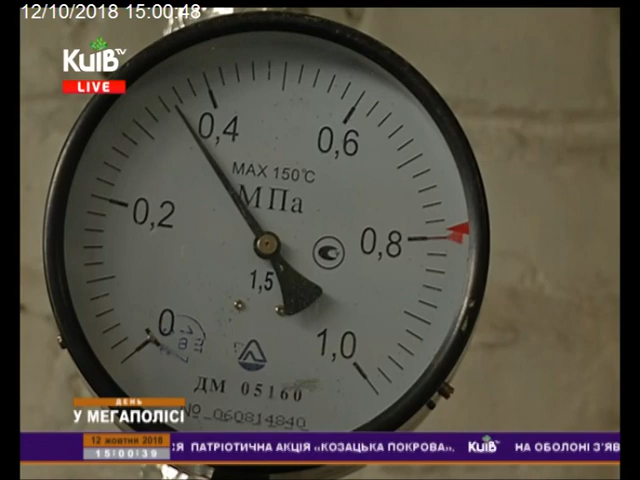 12/10/2018 15:00:48
КиїВ TV
LIVE
0,4
0,6
MAX 150°C
МПа
0,2
0,8
1,5
0
1,0
ДМ 05160
№ 060814840
ДЕНЬ
У МЕГАПОЛІСІ
12 жовтня 2018
15:00:39
СЯ ПАТРІОТИЧНА АКЦІЯ «КОЗАЦЬКА ПОКРОВА». КиїВ НА ОБОЛОНІ З'ЯВ